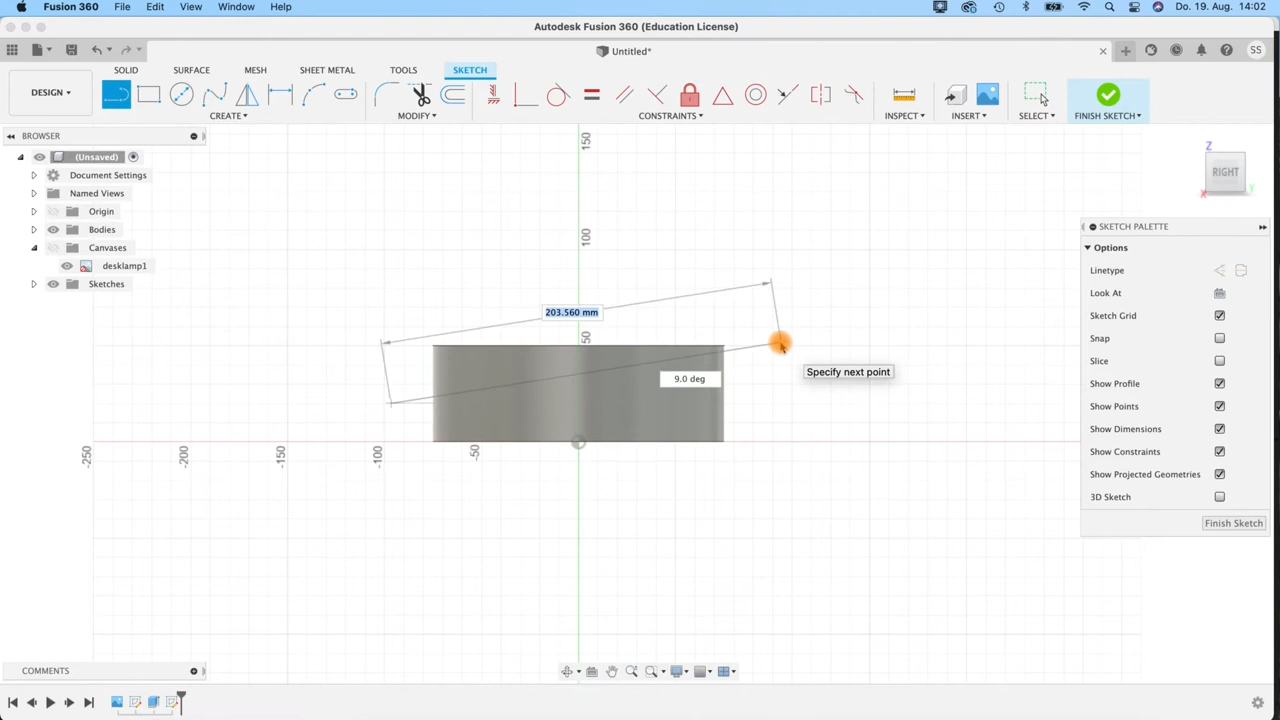 Fusion 360 File Edit View Window Help Do. 19. Aug. 14:02
Autodesk Fusion 360 (Education License)
Untitled* SS
SOLID SURFACE MESH SHEET METAL TOOLS SKETCH
DESIGN
CREATE MODIFY CONSTRAINTS INSPECT INSERT SELECT FINISH SKETCH
BROWSER
(Unsaved)
Document Settings
Named Views
Origin
Bodies
Canvases
desklamp1
Sketches
150
100
50
203.560 mm
9.0 deg
Specify next point
-250 -200 -150 -100 -50
Z
RIGHT
X Y
SKETCH PALETTE
Options
Linetype
Look At
Sketch Grid
Snap
Slice
Show Profile
Show Points
Show Dimensions
Show Constraints
Show Projected Geometries
3D Sketch
Finish Sketch
COMMENTS